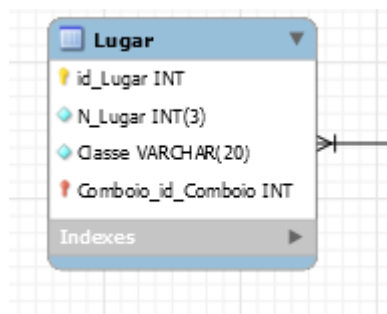 Lugar
id_Lugar INT
N_Lugar INT(3)
Classe VARCHAR(20)
Comboio_id_Comboio INT
Indexes